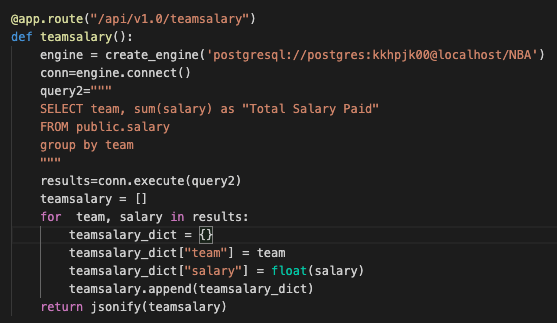 @app.route("/api/v1.0/teamsalary")
def teamsalary():
    engine = create_engine('postgresql://postgres:kkhpjk00@localhost/NBA')
    conn=engine.connect()
    query2="""
    SELECT team, sum(salary) as "Total Salary Paid"
    FROM public.salary
    group by team
    """
    results=conn.execute(query2)
    teamsalary = []
    for  team, salary in results:
        teamsalary_dict = {}
        teamsalary_dict["team"] = team
        teamsalary_dict["salary"] = float(salary)
        teamsalary.append(teamsalary_dict)
    return jsonify(teamsalary)